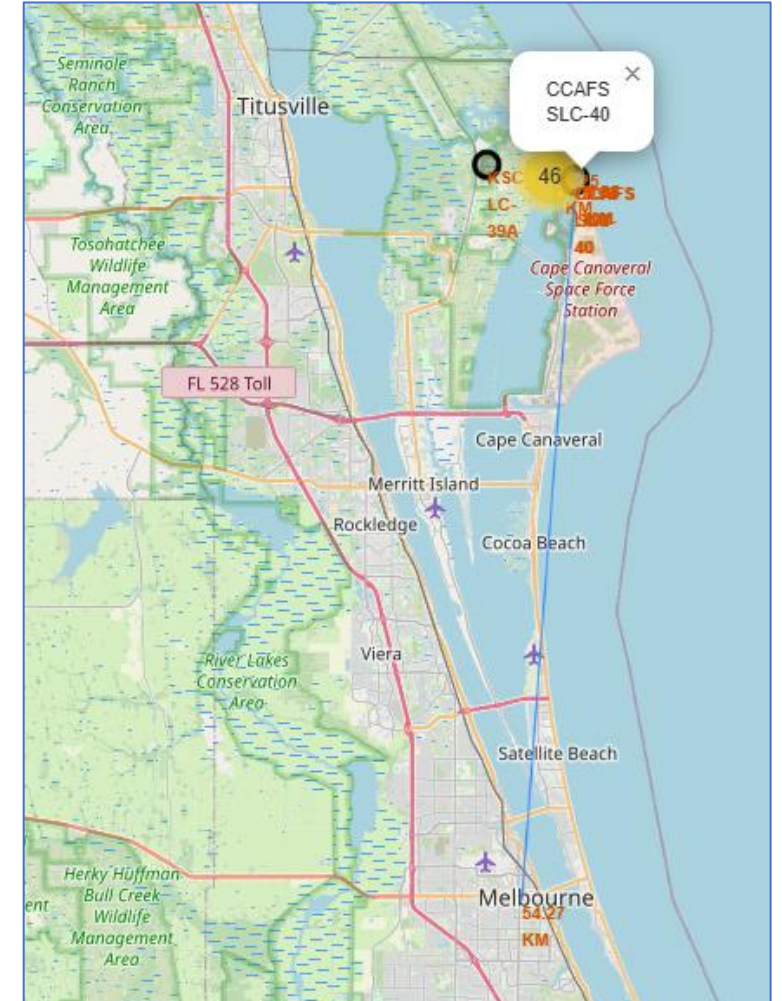 Seminole
Ranch
Conservation
Area
Titusville
CCAFS
SLC-40
46
KSC
LC-
39A
KM
40
Tosohatchee
Wildlife
Management
Area
Cape Canaveral
Space Force
Station
FL 528 Toll
Cape Canaveral
Merritt Island
Rockledge
Cocoa Beach
Viera
River Lakes
Conservation
Area
Satellite Beach
Herky Huffman
Bull Creek
Wildlife
Management
Area
ent
Melbourne
54.27
KM